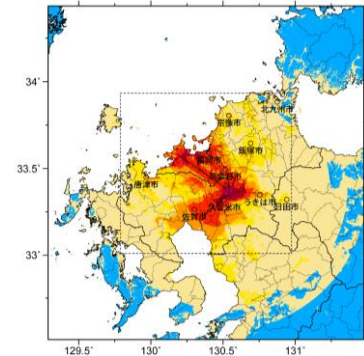 34°
北九州市
宗像市
飯塚市
福岡市
33.5°
唐津市
うきは市
日田市
久留米市
佐賀市
33°
129.5°
130.0°
130.5°
131°